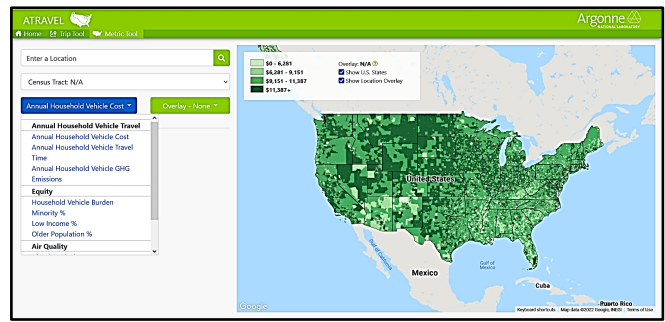 ATRAVEL
Argonne
NATIONAL LABORATORY
Home Trip Tool Metric Tool
Enter a Location
Census Tract: N/A
Annual Household Vehicle Cost
Overlay - None
Annual Household Vehicle Travel
Annual Household Vehicle Cost
Annual Household Vehicle Travel
Time
Annual Household Vehicle GHG
Emissions
Equity
Household Vehicle Burden
Minority %
Low Income %
Older Population %
Air Quality
$0 - 6,281
$6,281 - 9,151
$9,151 - 11,387
$11,387+
Overlay: N/A
Show U.S. States
Show Location Overlay
United States
Gulf of
California
Mexico
Gulf of
Mexico
Cuba
Puerto Rico
Google
Keyboard shortcuts Map data ©2022 Google, INEGI Terms of Use